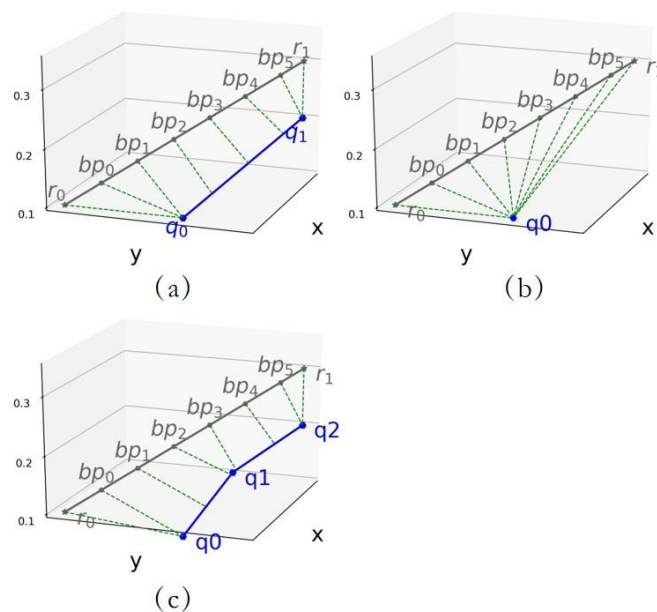 0.3
0.2
0.1
r₀
bp₀
bp₁
bp₂
bp₃
bp₄
bp₅
r₁
q₀
q₁
y
x
(a)
0.3
0.2
0.1
r₀
bp₀
bp₁
bp₂
bp₃
bp₄
bp₅
q0
y
x
(b)
0.3
0.2
0.1
r₀
bp₀
bp₁
bp₂
bp₃
bp₄
bp₅
r₁
q0
q1
q2
y
x
(c)